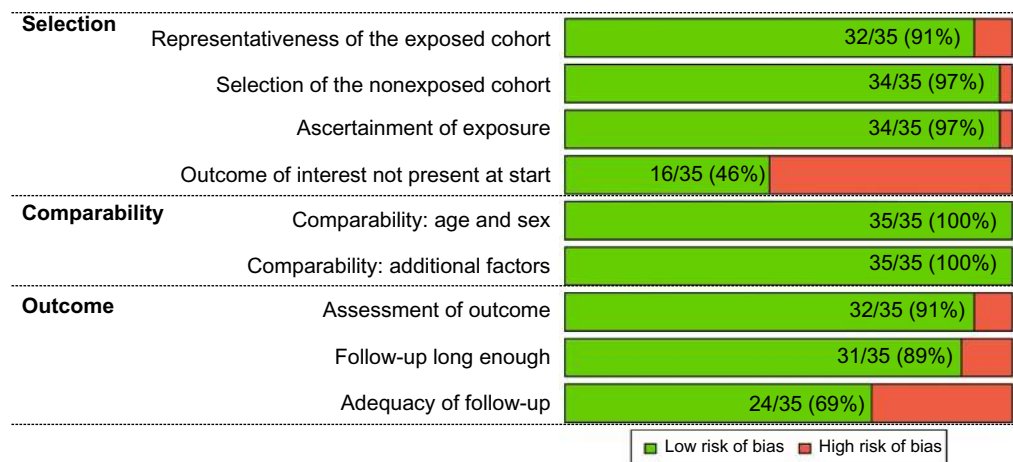 Selection
Representativeness of the exposed cohort 32/35 (91%)
Selection of the nonexposed cohort 34/35 (97%)
Ascertainment of exposure 34/35 (97%)
Outcome of interest not present at start 16/35 (46%)
Comparability
Comparability: age and sex 35/35 (100%)
Comparability: additional factors 35/35 (100%)
Outcome
Assessment of outcome 32/35 (91%)
Follow-up long enough 31/35 (89%)
Adequacy of follow-up 24/35 (69%)
Low risk of bias High risk of bias